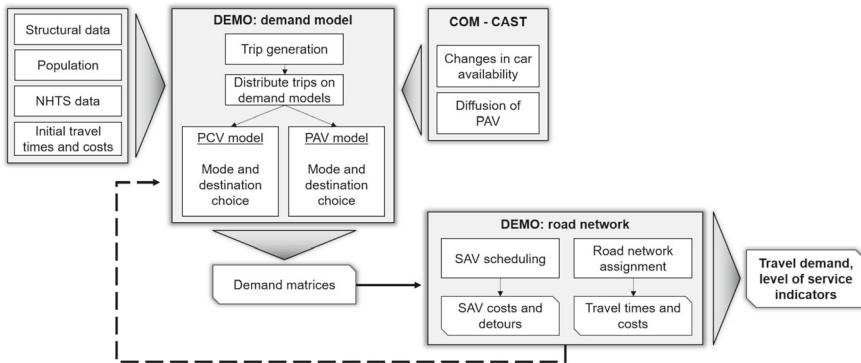 Structural data
Population
NHTS data
Initial travel
times and costs
DEMO: demand model
Trip generation
Distribute trips on
demand models
PCV model
Mode and
destination
choice
PAV model
Mode and
destination
choice
COM - CAST
Changes in car
availability
Diffusion of
PAV
Demand matrices
DEMO: road network
SAV scheduling
Road network
assignment
SAV costs and
detours
Travel times and
costs
Travel demand,
level of service
indicators